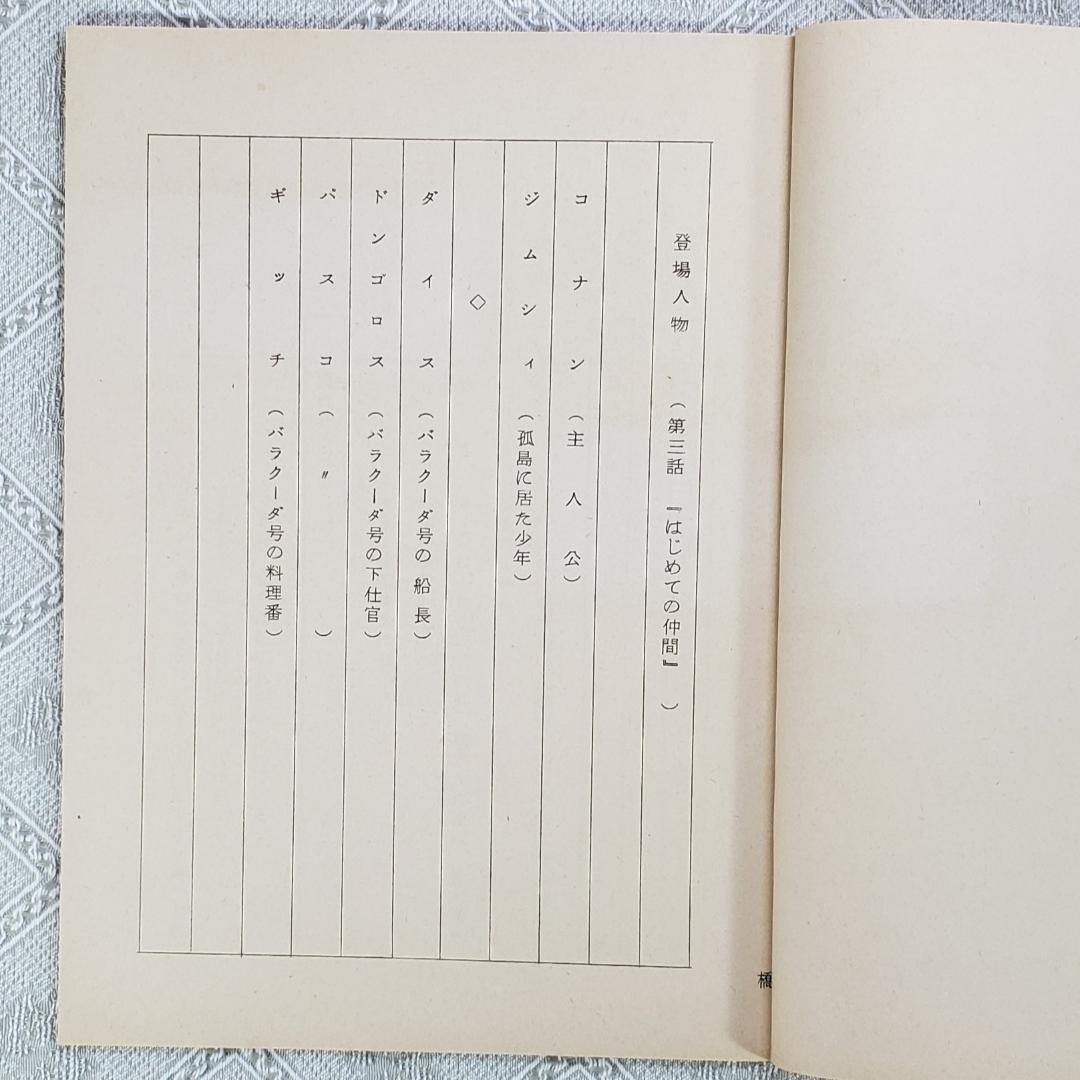 登場人物 （第三話 『はじめての仲間』 ）
コナン（主人公）
ジムシィ（孤島に居た少年）
◇
ダイス（バラクーダ号の船長）
ドンゴロス（バラクーダ号の下仕官）
パスコ（ 〃 ）
ギッチ（バラクーダ号の料理番）
橋